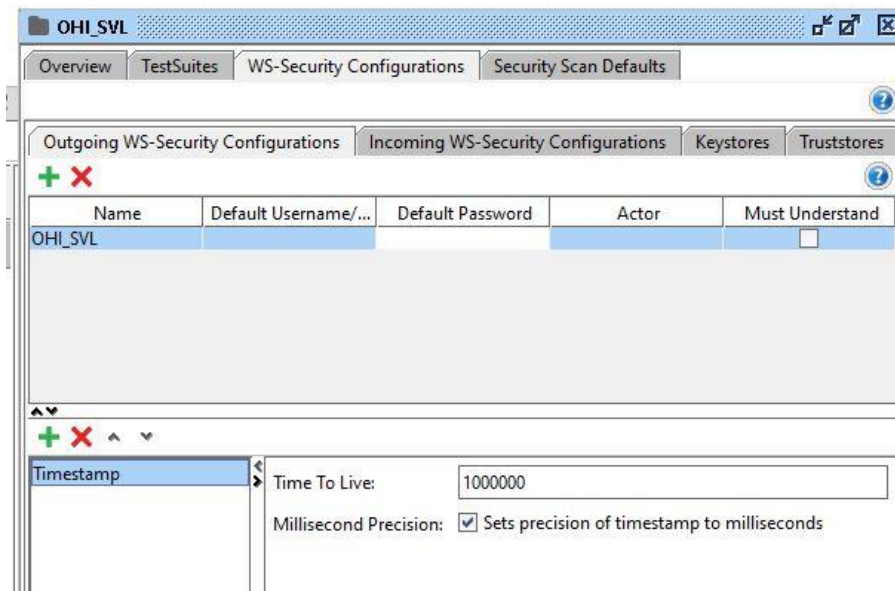 OHI_SVL
Overview TestSuites WS-Security Configurations Security Scan Defaults
Outgoing WS-Security Configurations Incoming WS-Security Configurations Keystores Truststores
Name Default Username/... Default Password Actor Must Understand
OHI_SVL
Timestamp
Time To Live: 1000000
Millisecond Precision: Sets precision of timestamp to milliseconds